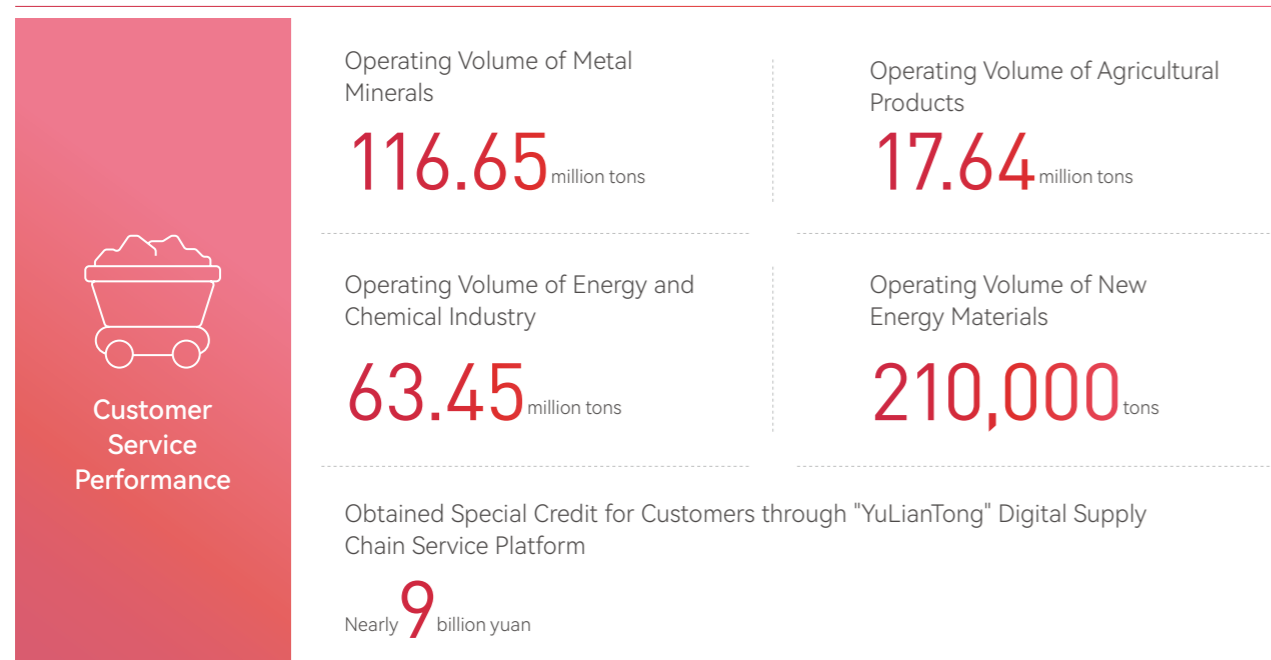 Customer
Service
Performance
Operating Volume of Metal
Minerals
116.65 million tons
Operating Volume of Agricultural
Products
17.64 million tons
Operating Volume of Energy and
Chemical Industry
63.45 million tons
Operating Volume of New
Energy Materials
210,000 tons
Obtained Special Credit for Customers through "YuLianTong" Digital Supply
Chain Service Platform
Nearly 9 billion yuan